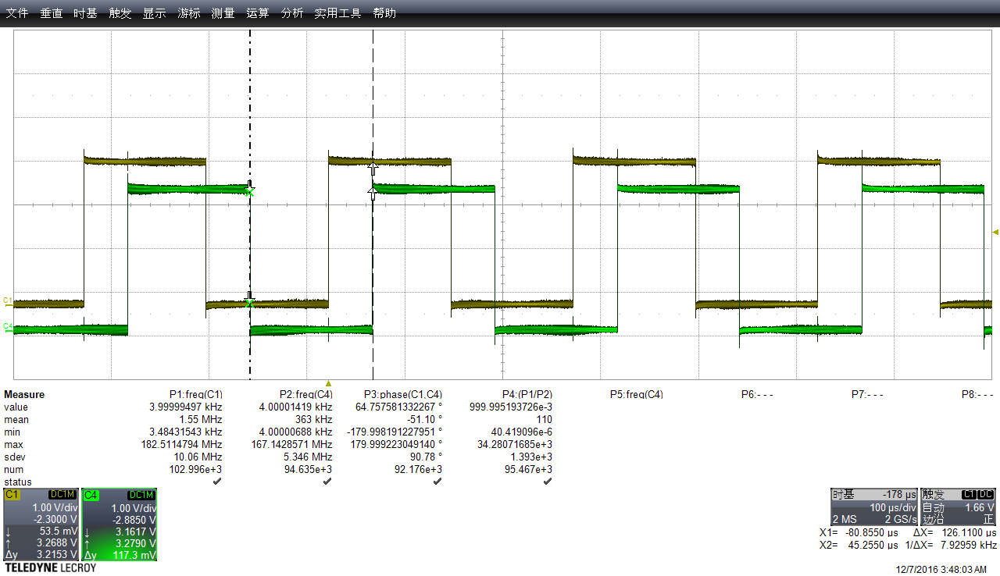 文件 垂直 时基 触发 显示 游标 测量 运算 分析 实用工具 帮助
C1
C4
Measure P1:freq(C1) P2:freq(C4) P3:phase(C1,C4) P4:(P1/P2) P5:freq(C4) P6:- - - P7:- - - P8:- - -
value 3.99999497 kHz 4.00001419 kHz 64.757581332267 ° 999.995193726e-3
mean 1.55 MHz 363 kHz -51.10 ° 110
min 3.48431543 kHz 4.00000688 kHz -179.998191227951 ° 40.419096e-6
max 182.5114794 MHz 167.1428571 MHz 179.999223049140 ° 34.28071685e+3
sdev 10.06 MHz 5.346 MHz 90.78 ° 1.393e+3
num 102.996e+3 94.635e+3 92.176e+3 95.467e+3
status
C1 DC1M
1.00 V/div
-2.3000 V
↓ 53.5 mV
↑ 3.2688 V
Δy 3.2153 V
C4 DC1M
1.00 V/div
-2.8850 V
↓ 3.1617 V
↑ 3.2790 V
Δy 117.3 mV
时基 -178 µs
100 µs/div
2 MS 2 GS/s
触发 C1 DC
自动 1.66 V
边沿 正
X1= -80.8550 µs ΔX= 126.1100 µs
X2= 45.2550 µs 1/ΔX= 7.92959 kHz
TELEDYNE LECROY
12/7/2016 3:48:03 AM